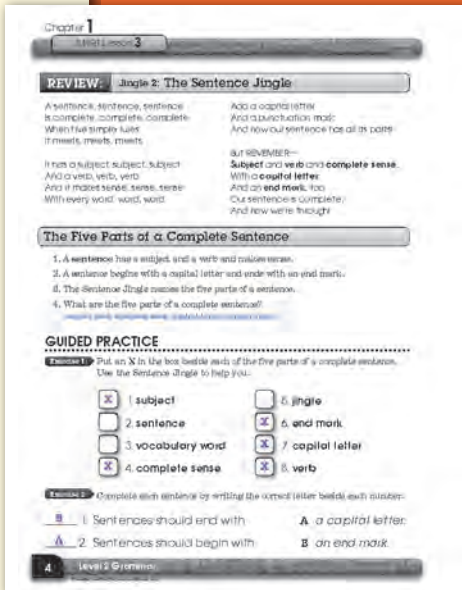 Chapter 1
Lesson 3
REVIEW: Jingle 2: The Sentence Jingle
A sentence, sentence, sentence
Is complete, complete, complete
When five simple rules
It meets, meets, meets.
It has a subject, subject, subject
And a verb, verb, verb
And it makes sense, sense, sense
With every word, word, word.
Add a capital letter
And a punctuation mark
And now our sentence has all its parts
But REMEMBER—
Subject and verb and complete sense,
With a capital letter
And an end mark, too
Our sentence is complete,
And now we're through!
The Five Parts of a Complete Sentence
1. A sentence has a subject and a verb and makes sense.
2. A sentence begins with a capital letter and ends with an end mark.
3. The Sentence Jingle names the five parts of a sentence.
4. What are the five parts of a complete sentence?
GUIDED PRACTICE
Exercise 1 Put an X in the box beside each of the five parts of a complete sentence.
Use the Sentence Jingle to help you.
X 1. subject
2. sentence
3. vocabulary word
X 4. complete sense
5. jingle
X 6. end mark
X 7. capital letter
X 8. verb
Exercise 2 Complete each sentence by writing the correct letter beside each number.
B 1. Sentences should end with A a capital letter.
A 2. Sentences should begin with B an end mark.
4 Level 2 Grammar